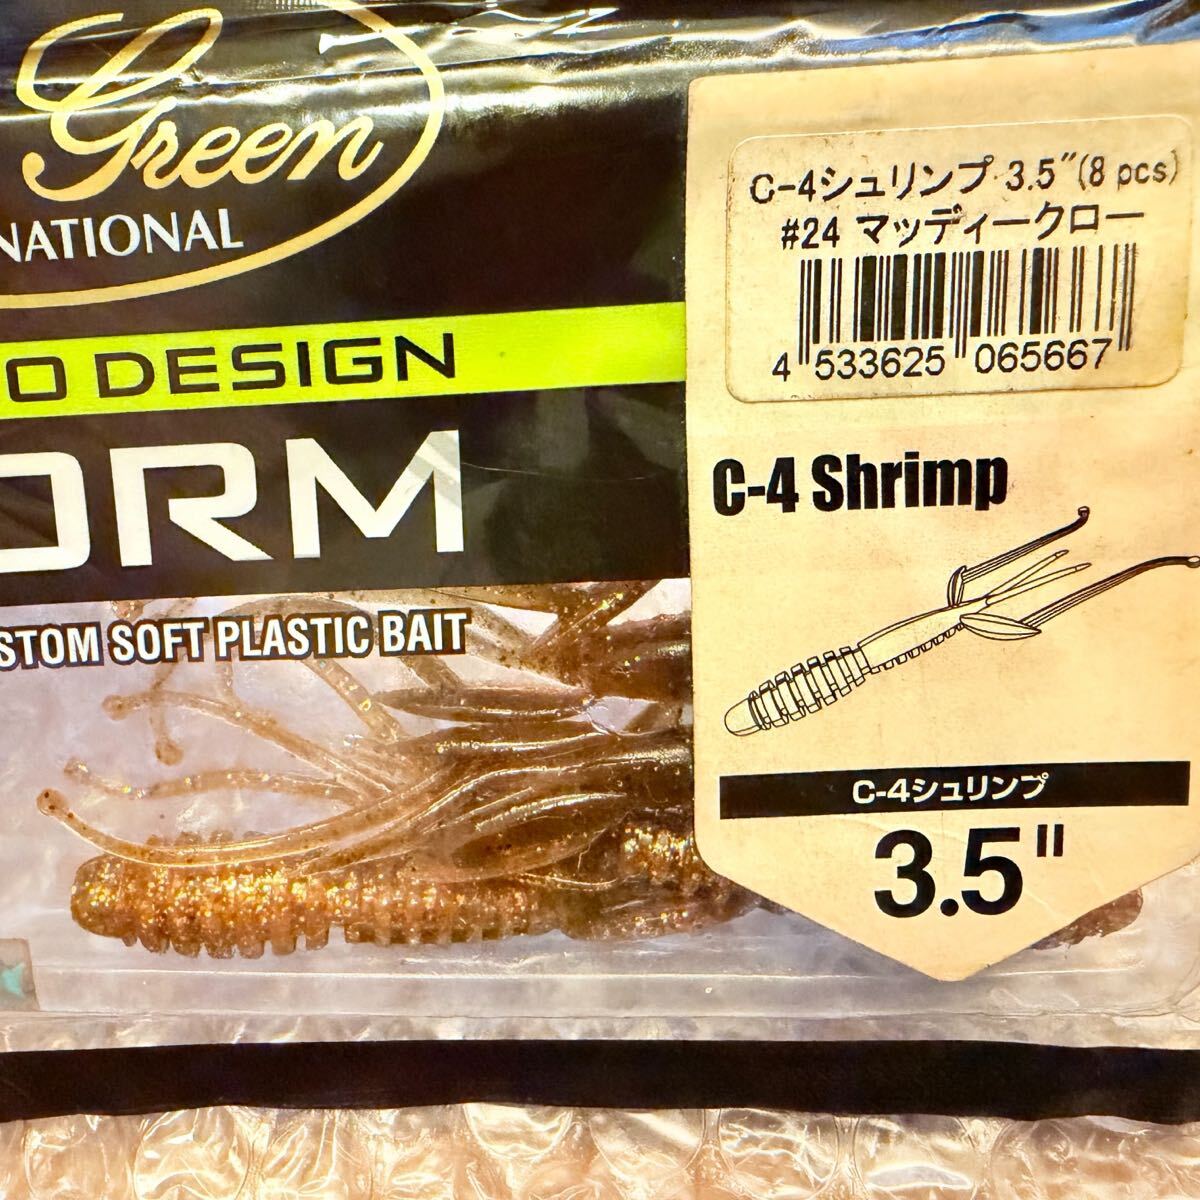 Green
NATIONAL
O DESIGN
ORM
STOM SOFT PLASTIC BAIT
C-4シュリンプ 3.5"(8 pcs)
#24 マッディークロー
4 533625 065667
C-4 Shrimp
C-4シュリンプ
3.5"